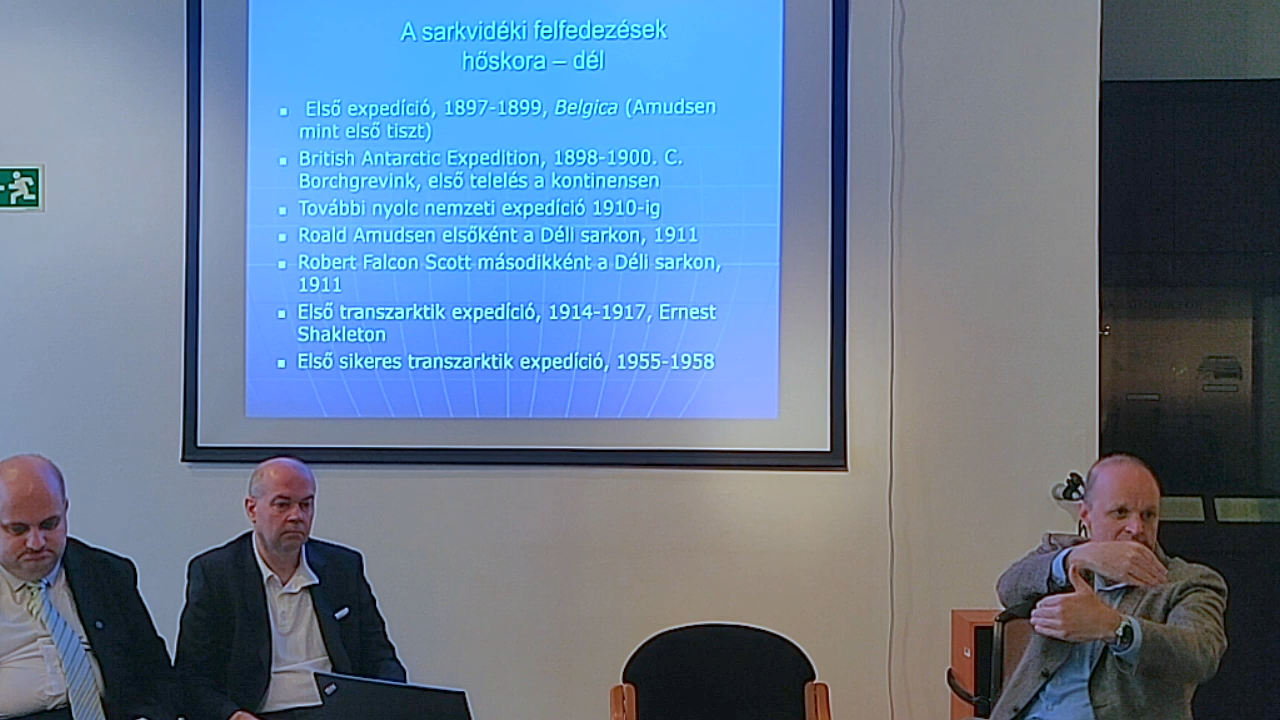 A sarkvidéki felfedezések
hőskora – dél
Első expedíció, 1897-1899, Belgica (Amudsen
mint első tiszt)
British Antarctic Expedition, 1898-1900. C.
Borchgrevink, első telelés a kontinensen
További nyolc nemzeti expedíció 1910-ig
Roald Amudsen elsőként a Déli sarkon, 1911
Robert Falcon Scott másodikként a Déli sarkon,
1911
Első transzarktik expedíció, 1914-1917, Ernest
Shakleton
Első sikeres transzarktik expedíció, 1955-1958